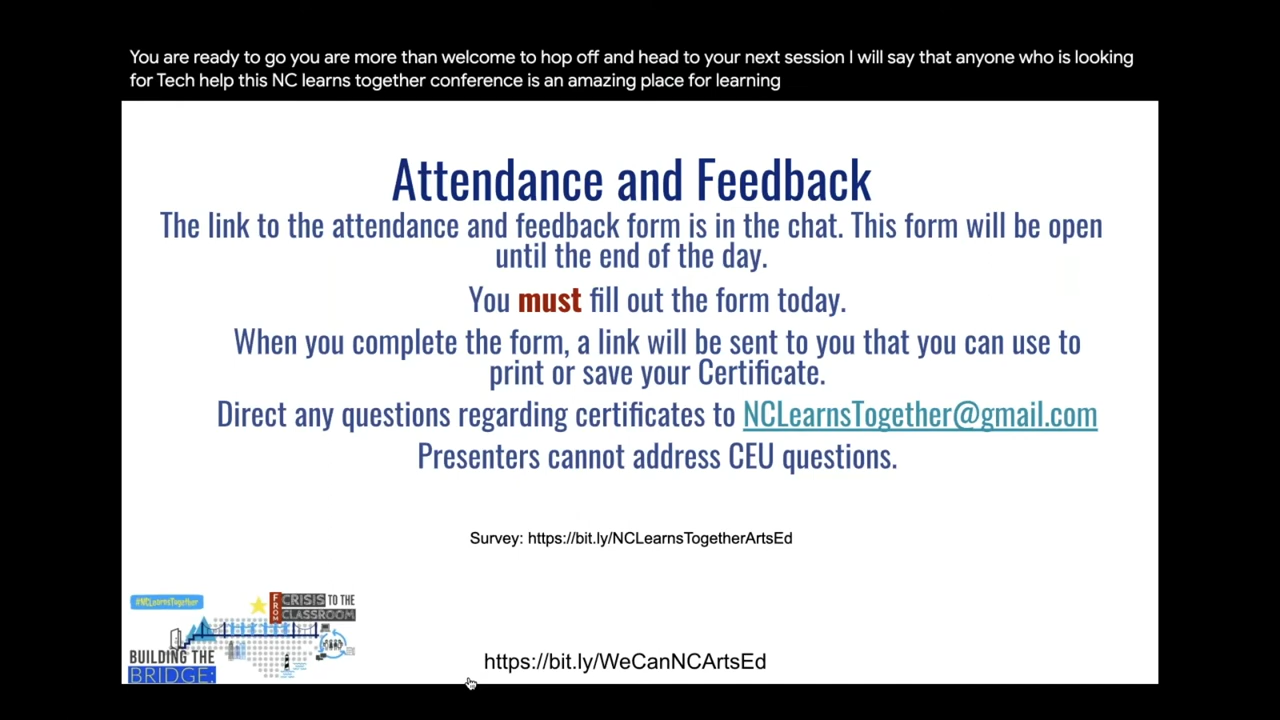 You are ready to go you are more than welcome to hop off and head to your next session I will say that anyone who is looking
for Tech help this NC learns together conference is an amazing place for learning
Attendance and Feedback
The link to the attendance and feedback form is in the chat. This form will be open
until the end of the day.
You must fill out the form today.
When you complete the form, a link will be sent to you that you can use to
print or save your Certificate.
Direct any questions regarding certificates to NCLearnsTogether@gmail.com
Presenters cannot address CEU questions.
Survey: https://bit.ly/NCLearnsTogetherArtsEd
#NCLearnsTogether
FROM
CRISIS TO THE
CLASSROOM
BUILDING THE
BRIDGE:
https://bit.ly/WeCanNCArtsEd